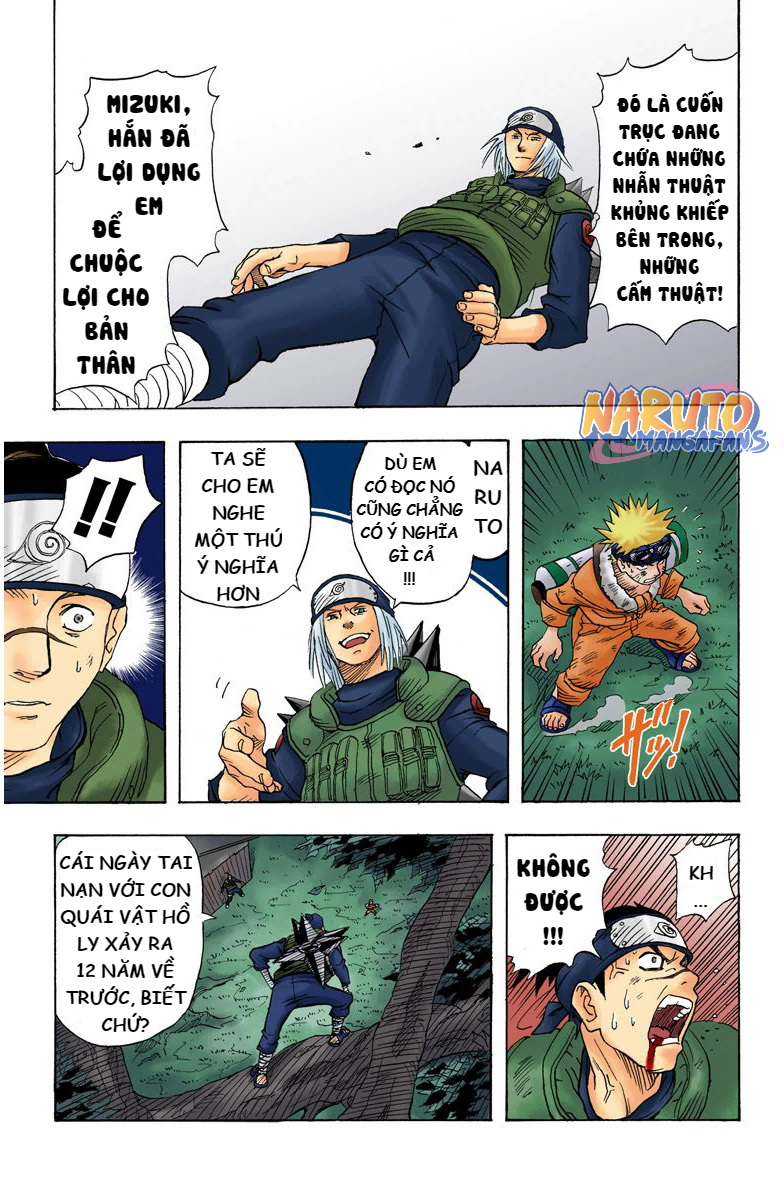 ĐÓ LÀ CUỐN
TRỤC ĐANG
CHỨA NHỮNG
NHẪN THUẬT
KHỦNG KHIẾP
BÊN TRONG,
NHỮNG
CẤM THUẬT!
MIZUKI,
HẮN ĐÃ
LỢI DỤNG
EM
ĐỂ
CHUỘC
LỢI CHO
BẢN
THÂN
NARUTO
MANGAFANS
ザッ!
NA
RU
TO
DÙ EM
CÓ ĐỌC NÓ
CŨNG CHẲNG
CÓ Ý NGHĨA
GÌ CẢ
!!!
TA SẼ
CHO EM
NGHE
MỘT THÚ
Ý NGHĨA
HƠN
!!
KH
...
KHÔNG
ĐƯỢC
!!!
CÁI NGÀY TAI
NẠN VỚI CON
QUÁI VẬT HỒ
LY XẢY RA
12 NĂM VỀ
TRƯỚC, BIẾT
CHỨ?